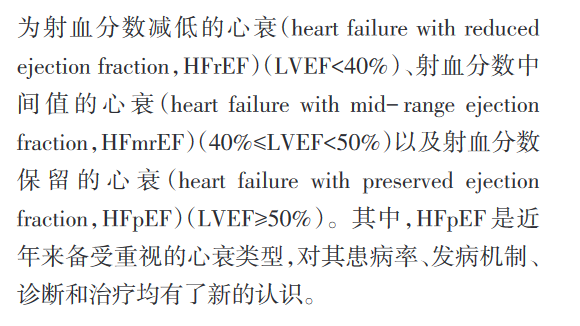 为射血分数减低的心衰(heart failure with reduced
ejection fraction,HFrEF)(LVEF<40%)、射血分数中
间值的心衰(heart failure with mid-range ejection
fraction,HFmrEF)(40%≤LVEF<50%)以及射血分数
保留的心衰(heart failure with preserved ejection
fraction,HFpEF)(LVEF≥50%)。其中,HFpEF是近
年来备受重视的心衰类型,对其患病率、发病机制、
诊断和治疗均有了新的认识。